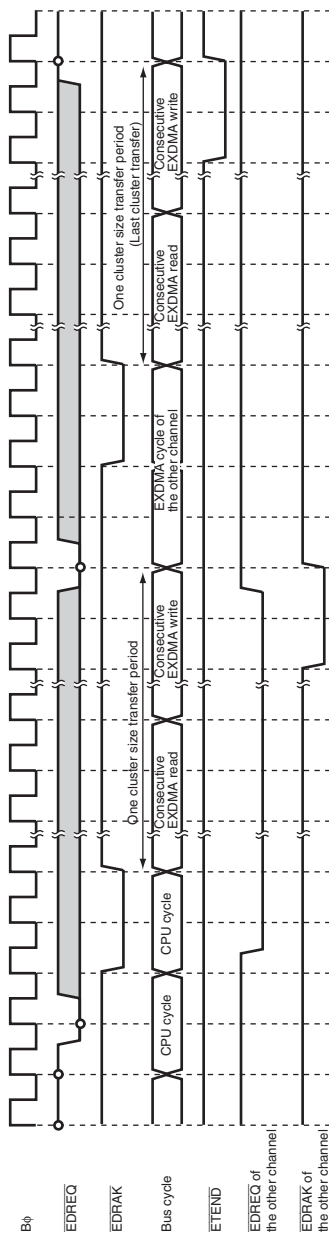 Bϕ
EDREQ
EDRAK
Bus cycle
CPU cycle
CPU cycle
Consecutive
EXDMA read
Consecutive
EXDMA write
EXDMA cycle of
the other channel
Consecutive
EXDMA read
Consecutive
EXDMA write
One cluster size transfer period
One cluster size transfer period
(Last cluster transfer)
ETEND
EDREQ of
the other channel
EDRAK of
the other channel